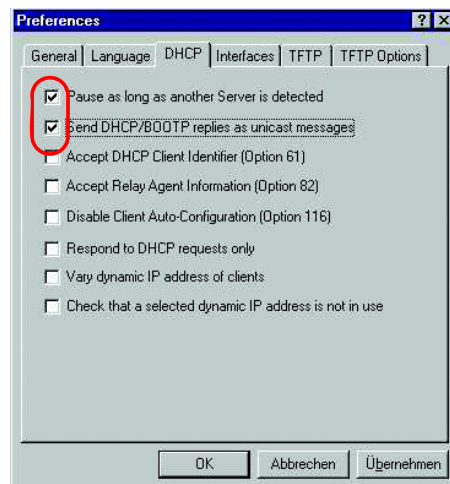 Preferences
General Language DHCP Interfaces TFTP TFTP Options
Pause as long as another Server is detected
Send DHCP/BOOTP replies as unicast messages
Accept DHCP Client Identifier (Option 61)
Accept Relay Agent Information (Option 82)
Disable Client Auto-Configuration (Option 116)
Respond to DHCP requests only
Vary dynamic IP address of clients
Check that a selected dynamic IP address is not in use
OK Abbrechen Übernehmen